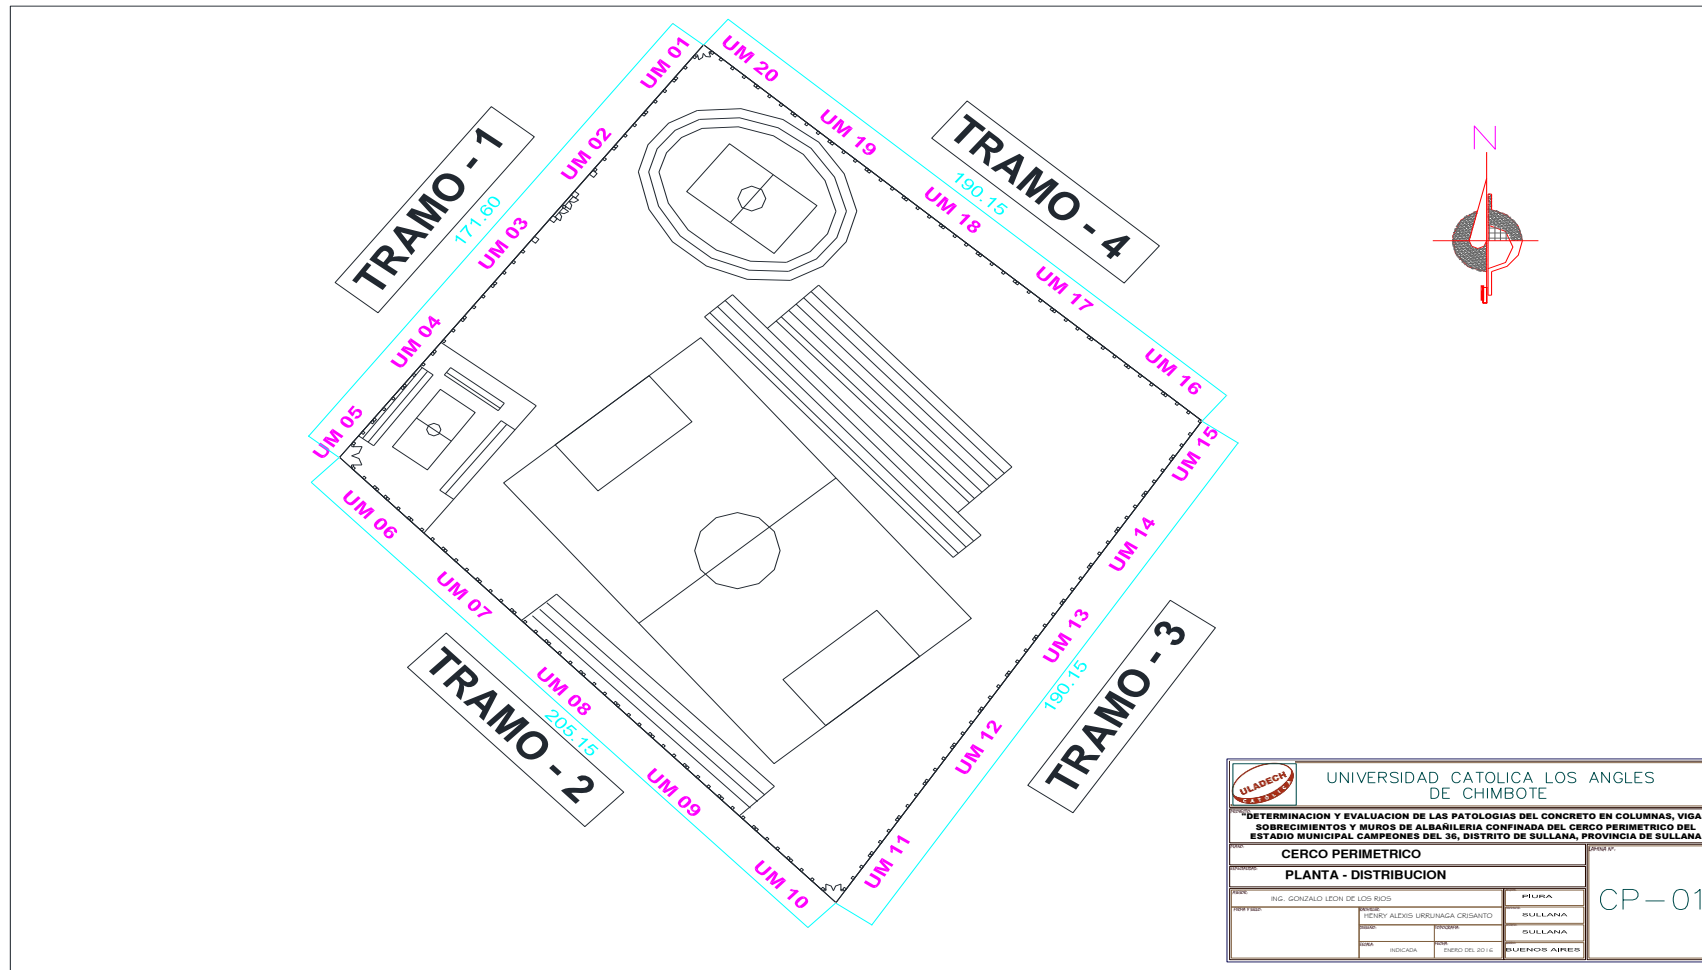 UM 01
UM 20
UM 02
UM 19
TRAMO - 1
171.60
TRAMO - 4
190.15
N
UM 03
UM 18
UM 04
UM 17
UM 05
UM 16
UM 15
UM 06
UM 14
UM 07
UM 13
TRAMO - 2
205.15
UM 08
TRAMO - 3
190.15
UM 12
UM 09
UM 11
UM 10
ULADECH
CATOLICA
UNIVERSIDAD CATOLICA LOS ANGLES
DE CHIMBOTE
"DETERMINACION Y EVALUACION DE LAS PATOLOGIAS DEL CONCRETO EN COLUMNAS, VIGA
SOBRECIMIENTOS Y MUROS DE ALBAÑILERIA CONFINADA DEL CERCO PERIMETRICO DEL
ESTADIO MUNICIPAL CAMPEONES DEL 36, DISTRITO DE SULLANA, PROVINCIA DE SULLANA
CERCO PERIMETRICO
PLANTA - DISTRIBUCION
ING. GONZALO LEON DE LOS RIOS
HENRY ALEXIS URRUNAGA CRISANTO
INDICADA
ENERO DEL 2016
PIURA
SULLANA
SULLANA
BUENOS AIRES
CP-01